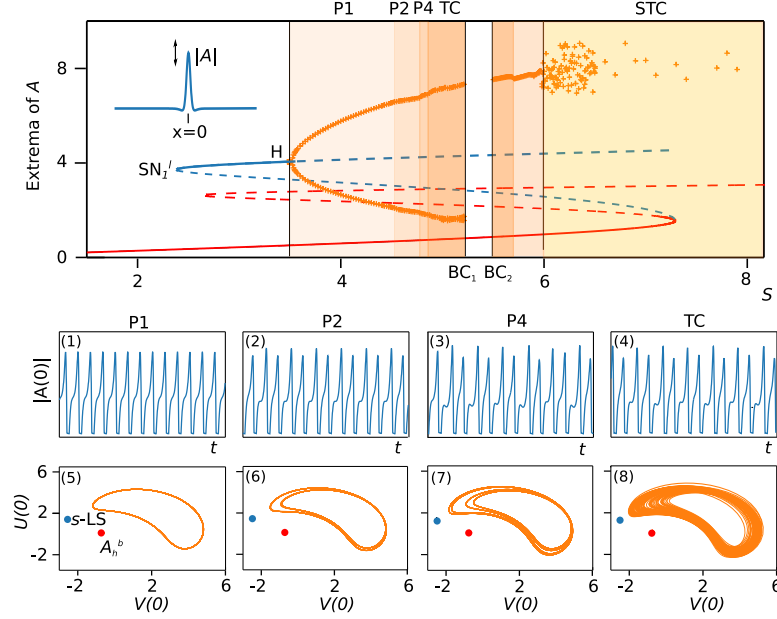 P1 P2 P4 TC STC
Extrema of A
8
4
0
|A|
x=0
H
SN₁ˡ
2 4 6 8
BC₁ BC₂
S
P1 P2 P4 TC
|A(0)|
(1) (2) (3) (4)
t t t t
U(0)
6
2
-2
(5) (6) (7) (8)
s-LS
Aₕᵇ
-2 2 6 -2 2 6 -2 2 6 -2 2 6
V(0) V(0) V(0) V(0)